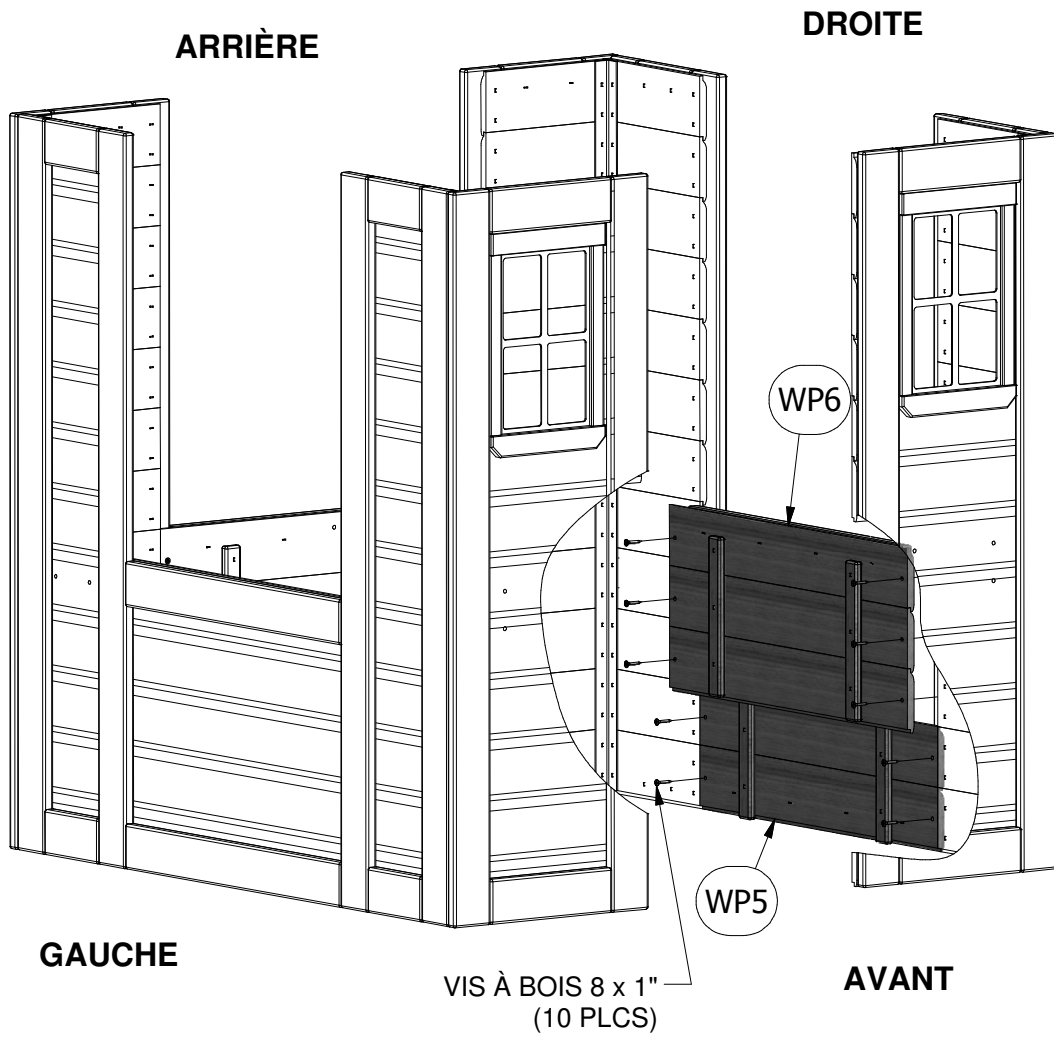 DROITE
ARRIÈRE
WP6
WP5
GAUCHE
AVANT
VIS À BOIS 8 x 1"
(10 PLCS)